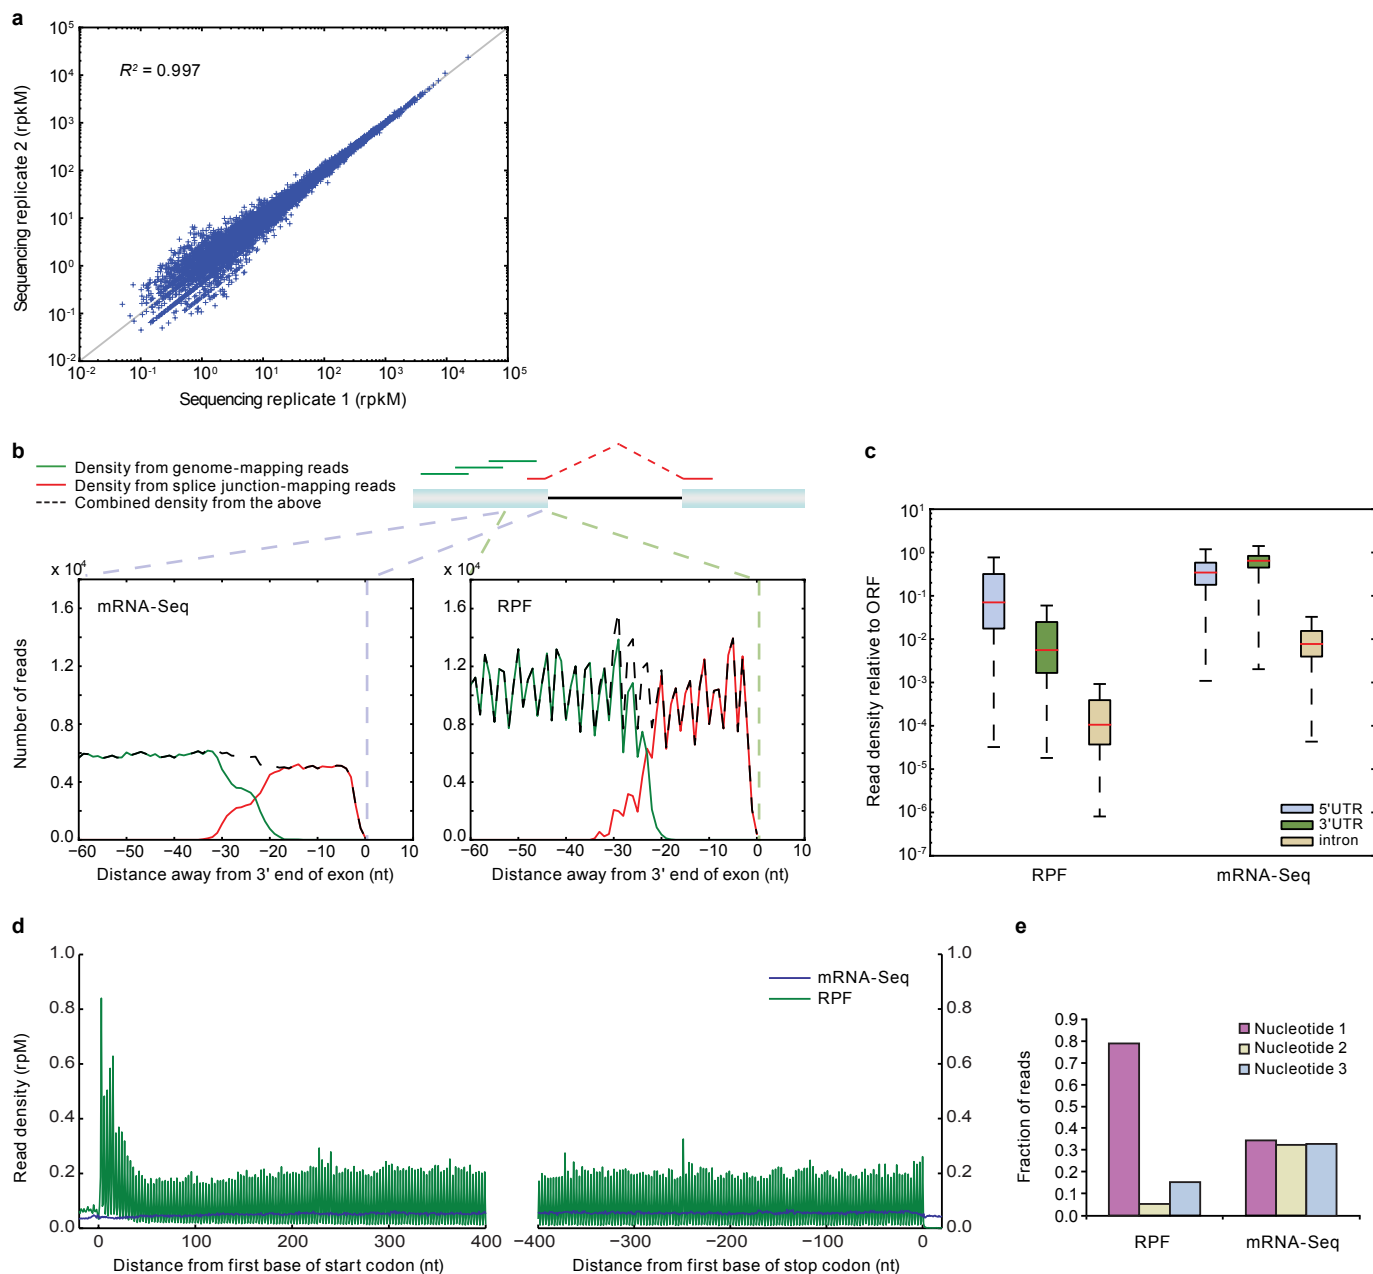 a
R² = 0.997
10⁵
10⁴
10³
10²
10¹
10⁰
10⁻¹
10⁻²
Sequencing replicate 2 (rpkM)
10⁻² 10⁻¹ 10⁰ 10¹ 10² 10³ 10⁴ 10⁵
Sequencing replicate 1 (rpkM)
b
Density from genome-mapping reads
Density from splice junction-mapping reads
Combined density from the above
x 10⁴
mRNA-Seq
1.6
1.2
0.8
0.4
0.0
Number of reads
−60 −50 −40 −30 −20 −10 0 10
Distance away from 3' end of exon (nt)
x 10⁴
RPF
1.6
1.2
0.8
0.4
0.0
−60 −50 −40 −30 −20 −10 0 10
Distance away from 3' end of exon (nt)
c
10¹
10⁰
10⁻¹
10⁻²
10⁻³
10⁻⁴
10⁻⁵
10⁻⁶
10⁻⁷
Read density relative to ORF
5'UTR
3'UTR
intron
RPF mRNA-Seq
d
1.0
0.8
0.6
0.4
0.2
0.0
Read density (rpM)
mRNA-Seq
RPF
1.0
0.8
0.6
0.4
0.2
0.0
0 100 200 300 400
Distance from first base of start codon (nt)
−400 −300 −200 −100 0
Distance from first base of stop codon (nt)
e
0.9
0.8
0.7
0.6
0.5
0.4
0.3
0.2
0.1
0.0
Fraction of reads
Nucleotide 1
Nucleotide 2
Nucleotide 3
RPF mRNA-Seq